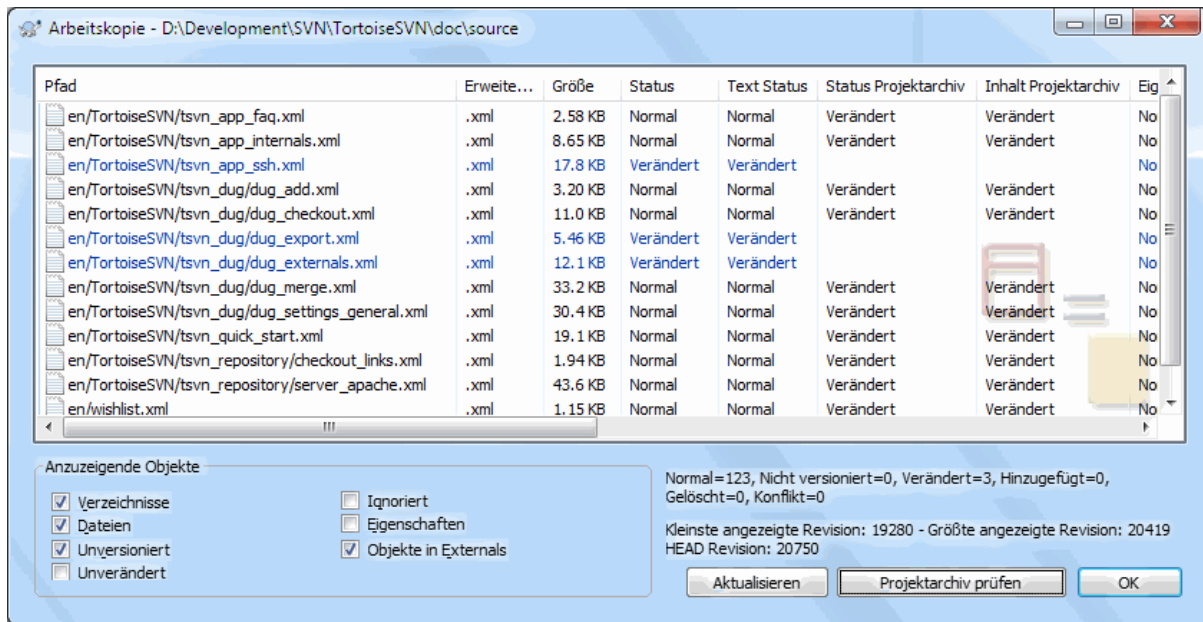 Arbeitskopie - D:\Development\SVN\TortoiseSVN\doc\source
Pfad Erweite... Größe Status Text Status Status Projektarchiv Inhalt Projektarchiv Eig
en/TortoiseSVN/tsvn_app_faq.xml .xml 2.58 KB Normal Normal Verändert Verändert No
en/TortoiseSVN/tsvn_app_internals.xml .xml 8.65 KB Normal Normal Verändert Verändert No
en/TortoiseSVN/tsvn_app_ssh.xml .xml 17.8 KB Verändert Verändert No
en/TortoiseSVN/tsvn_dug/dug_add.xml .xml 3.20 KB Normal Normal Verändert Verändert No
en/TortoiseSVN/tsvn_dug/dug_checkout.xml .xml 11.0 KB Normal Normal Verändert Verändert No
en/TortoiseSVN/tsvn_dug/dug_export.xml .xml 5.46 KB Verändert Verändert No
en/TortoiseSVN/tsvn_dug/dug_externals.xml .xml 12.1 KB Verändert Verändert No
en/TortoiseSVN/tsvn_dug/dug_merge.xml .xml 33.2 KB Normal Normal Verändert Verändert No
en/TortoiseSVN/tsvn_dug/dug_settings_general.xml .xml 30.4 KB Normal Normal Verändert Verändert No
en/TortoiseSVN/tsvn_quick_start.xml .xml 19.1 KB Normal Normal Verändert Verändert No
en/TortoiseSVN/tsvn_repository/checkout_links.xml .xml 1.94 KB Normal Normal Verändert Verändert No
en/TortoiseSVN/tsvn_repository/server_apache.xml .xml 43.6 KB Normal Normal Verändert Verändert No
en/wishlist.xml .xml 1.15 KB Normal Normal Verändert Verändert No
Anzuzeigende Objekte
Verzeichnisse Ignoriert
Dateien Eigenschaften
Unversioniert Objekte in Externals
Unverändert
Normal=123, Nicht versioniert=0, Verändert=3, Hinzugefügt=0,
Gelöscht=0, Konflikt=0
Kleinste angezeigte Revision: 19280 - Größte angezeigte Revision: 20419
HEAD Revision: 20750
Aktualisieren Projektarchiv prüfen OK